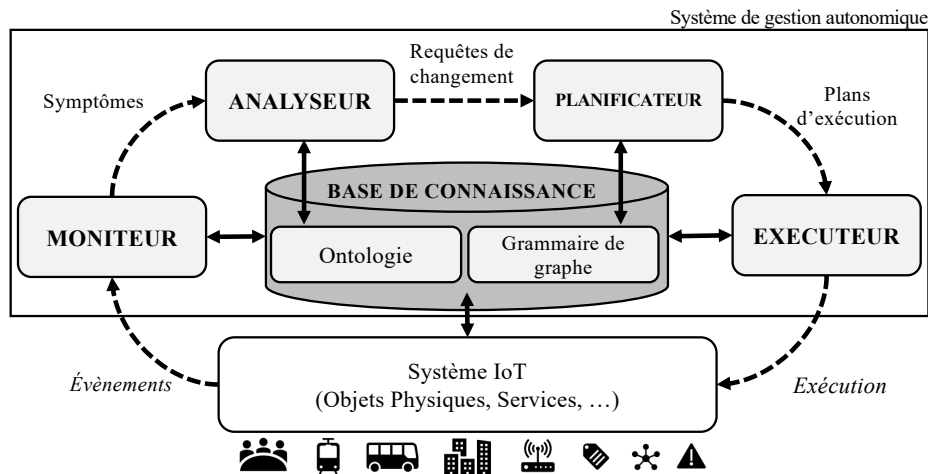 Système de gestion autonomique
Requêtes de
changement
Symptômes
ANALYSEUR
PLANIFICATEUR
Plans
d'exécution
BASE DE CONNAISSANCE
MONITEUR
Ontologie
Grammaire de
graphe
EXECUTEUR
Évènements
Système IoT
(Objets Physiques, Services, …)
Exécution